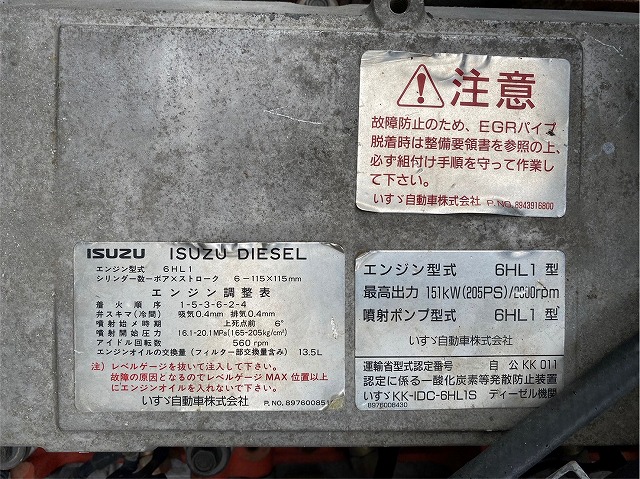 注意
故障防止のため、EGRパイプ
脱着時は整備要領書を参照の上、
必ず組付け手順を守って作業し
て下さい。
いすゞ自動車株式会社 P.NO.8943916800
ISUZU ISUZU DIESEL
エンジン型式 6HL1
シリンダー数−ボア×ストローク 6−115×115mm
エンジン調整表
着火順序 1-5-3-6-2-4
弁スキマ(冷間) 吸気0.4mm 排気0.4mm
噴射始メ時期 上死点前 6°
噴射開始圧力 16.1-20.1MPa(165-205kg/cm²)
アイドル回転数 560 rpm
エンジンオイルの交換量(フィルター部交換量含み) 13.5L
注)レベルゲージを抜いて注入して下さい。
故障の原因となるのでレベルゲージMAX位置以上
にエンジンオイルを入れないで下さい。
いすゞ自動車株式会社 P.NO.897600851
エンジン型式 6HL1 型
最高出力 151kW(205PS)/ rpm
噴射ポンプ型式 6HL1 型
いすゞ自動車株式会社
運輸省型式認定番号 自公KK011
認定に係る一酸化炭素等発散防止装置
いすゞKK-IDC-6HL1S ディーゼル機関
8976006430